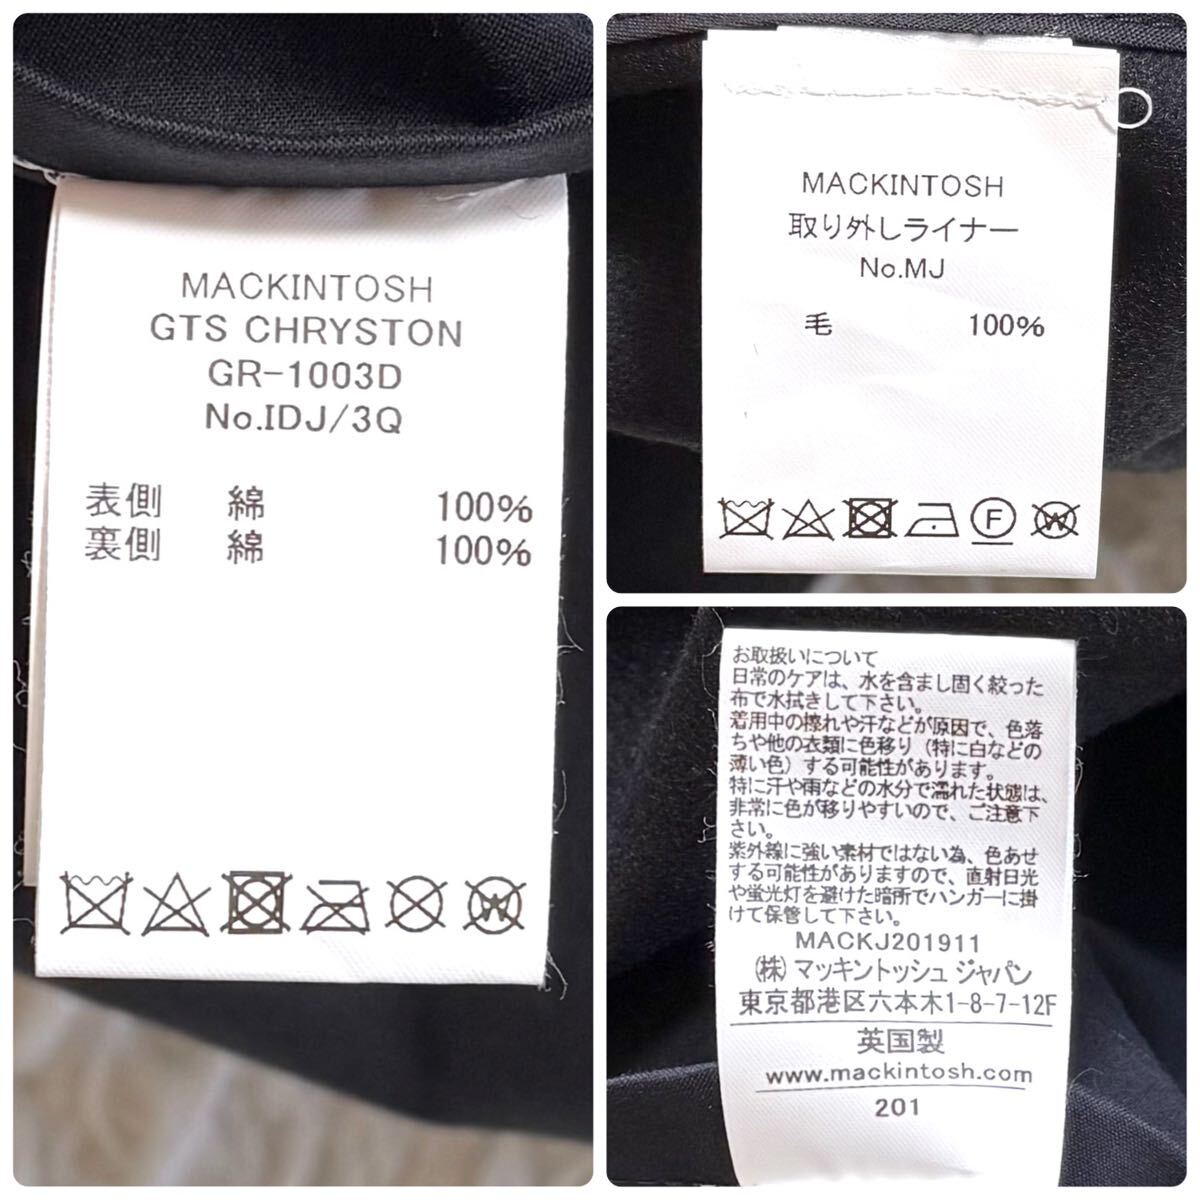 MACKINTOSH
GTS CHRYSTON
GR-1003D
No.IDJ/3Q
表側 綿 100%
裏側 綿 100%
W
MACKINTOSH
取り外しライナー
No.MJ
毛 100%
F W
お取扱いについて
日常のケアは、水を含まし固く絞った
布で水拭きして下さい。
着用中の擦れや汗などが原因で、色落
ちや他の衣類に色移り（特に白などの
薄い色）する可能性があります。
特に汗や雨などの水分で濡れた状態は、
非常に色が移りやすいので、ご注意下
さい。
紫外線に強い素材ではない為、色あせ
する可能性がありますので、直射日光
や蛍光灯を避けた暗所でハンガーに掛
けて保管して下さい。
MACKJ201911
(株) マッキントッシュ ジャパン
東京都港区六本木1-8-7-12F
英国製
www.mackintosh.com
201